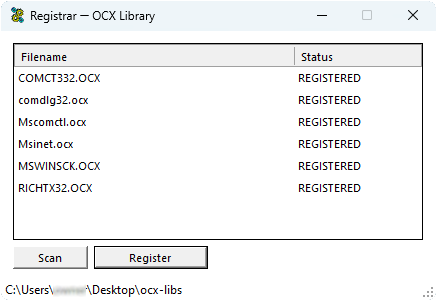 Registrar — OCX Library
Filename Status
COMCT332.OCX REGISTERED
comdlg32.ocx REGISTERED
Mscomctl.ocx REGISTERED
Msinet.ocx REGISTERED
MSWINSCK.OCX REGISTERED
RICHTX32.OCX REGISTERED
Scan Register
C:\Users\ \Desktop\ocx-libs